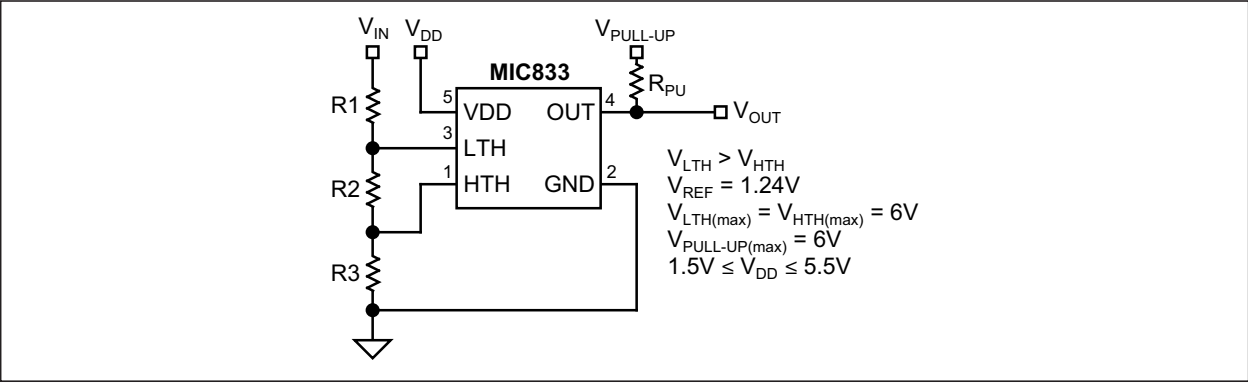 V_IN
V_DD
V_PULL-UP
MIC833
R_PU
R1
5
VDD
OUT
4
V_OUT
3
LTH
R2
1
HTH
GND
2
V_LTH > V_HTH
V_REF = 1.24V
V_LTH(max) = V_HTH(max) = 6V
V_PULL-UP(max) = 6V
1.5V ≤ V_DD ≤ 5.5V
R3